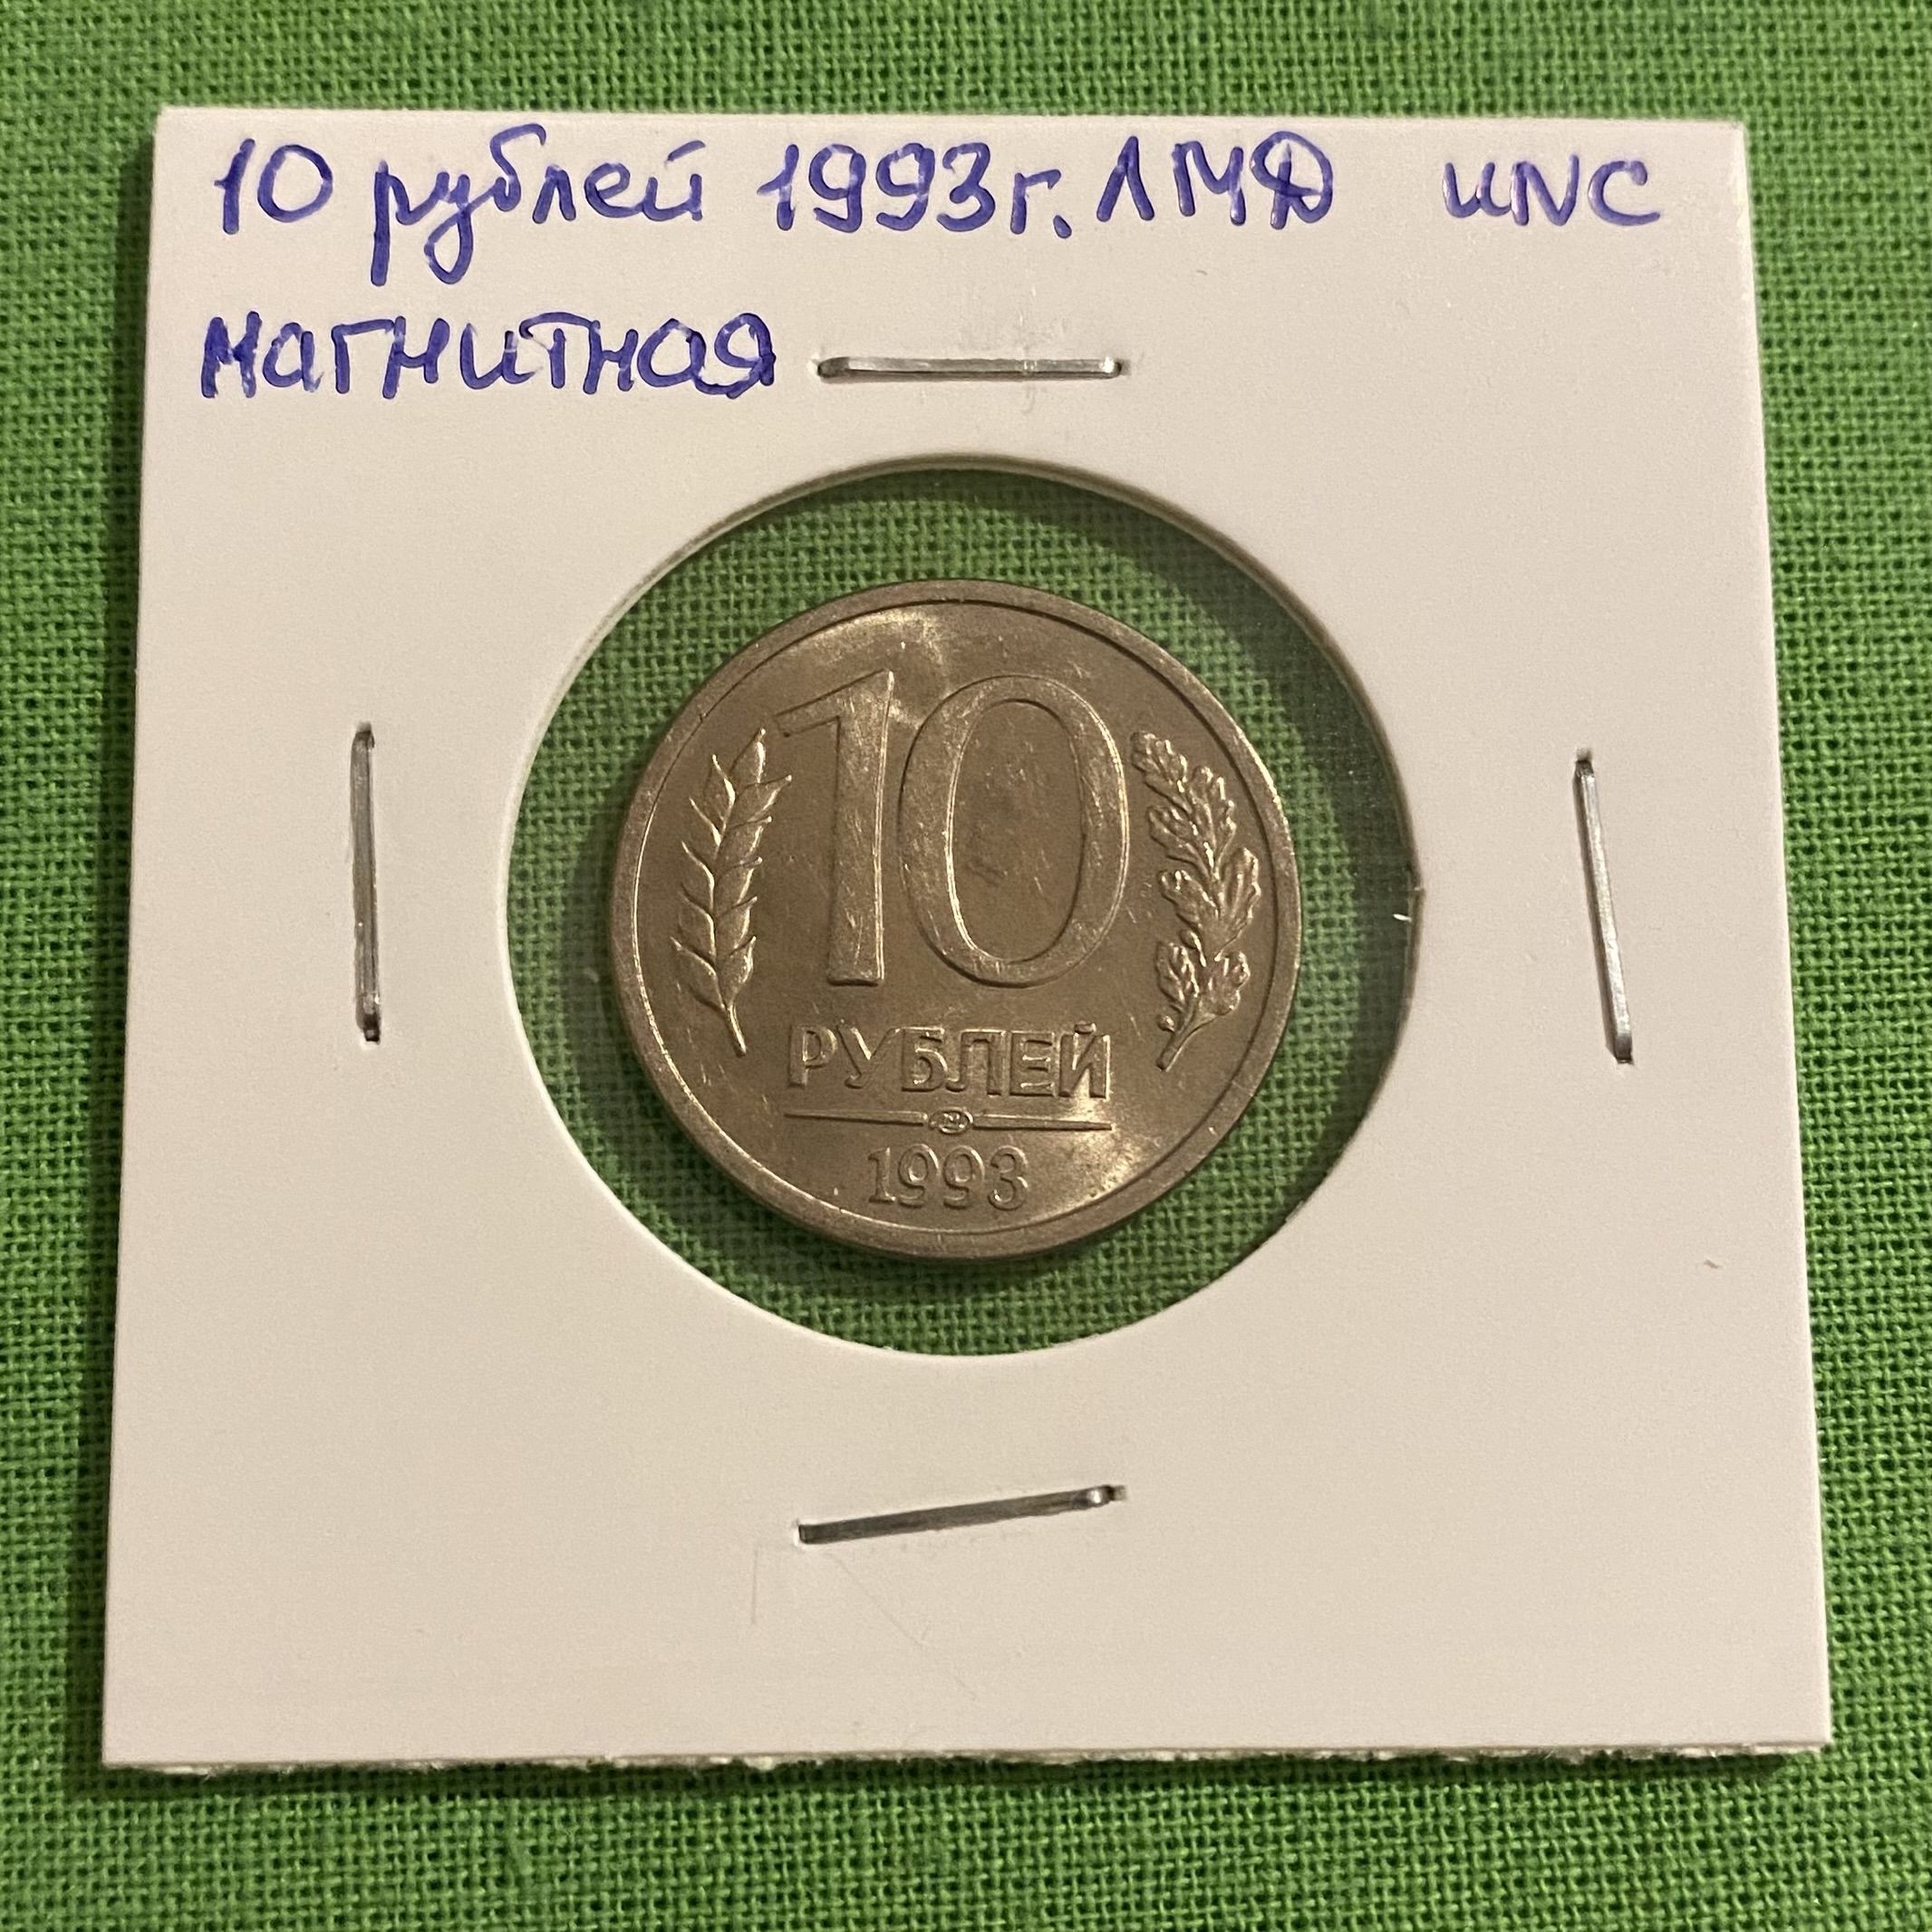 10 рублей 1993г. ЛМД UNC
магнитная
10
РУБЛЕЙ
1993